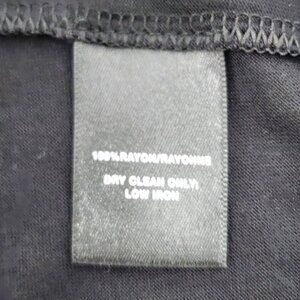 100% RAYON/RAYONNE
DRY CLEAN ONLY.
LOW IRON